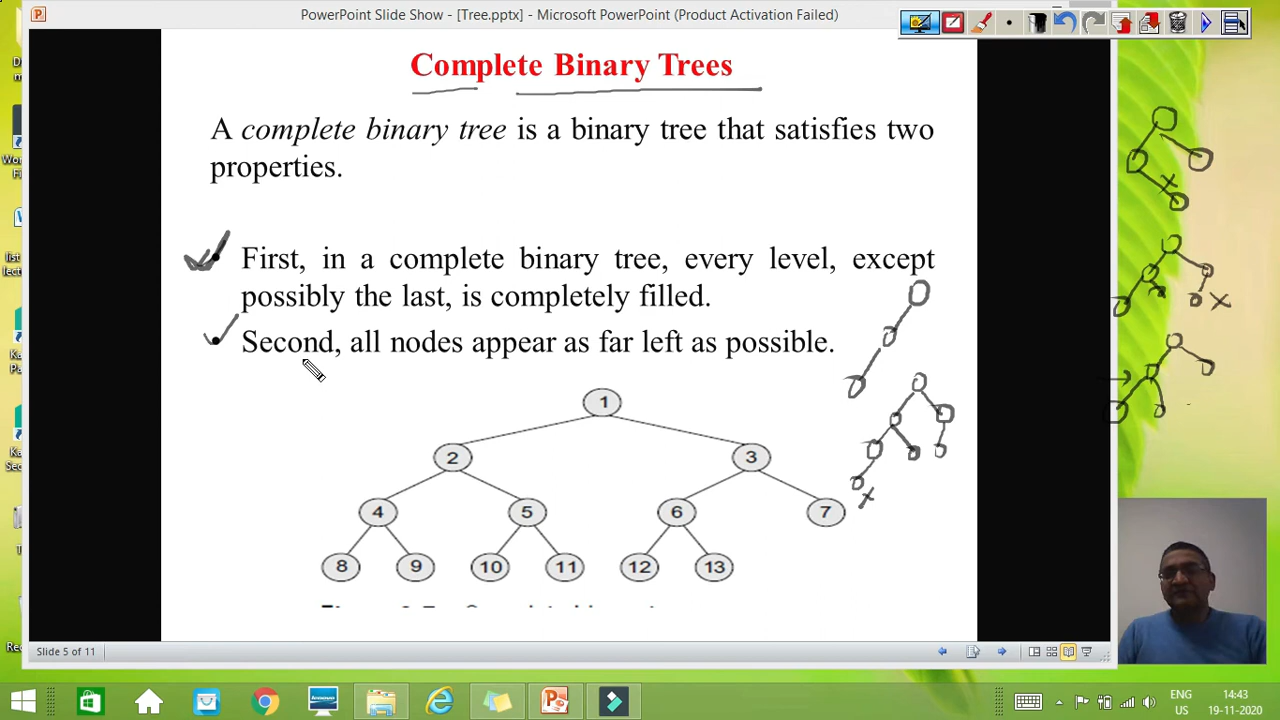 PowerPoint Slide Show - [Tree.pptx] - Microsoft PowerPoint (Product Activation Failed)
Complete Binary Trees
A complete binary tree is a binary tree that satisfies two
properties.
• First, in a complete binary tree, every level, except
possibly the last, is completely filled.
• Second, all nodes appear as far left as possible.
1
2 3
4 5 6 7
8 9 10 11 12 13
Slide 5 of 11
ENG 14:43
US 19-11-2020